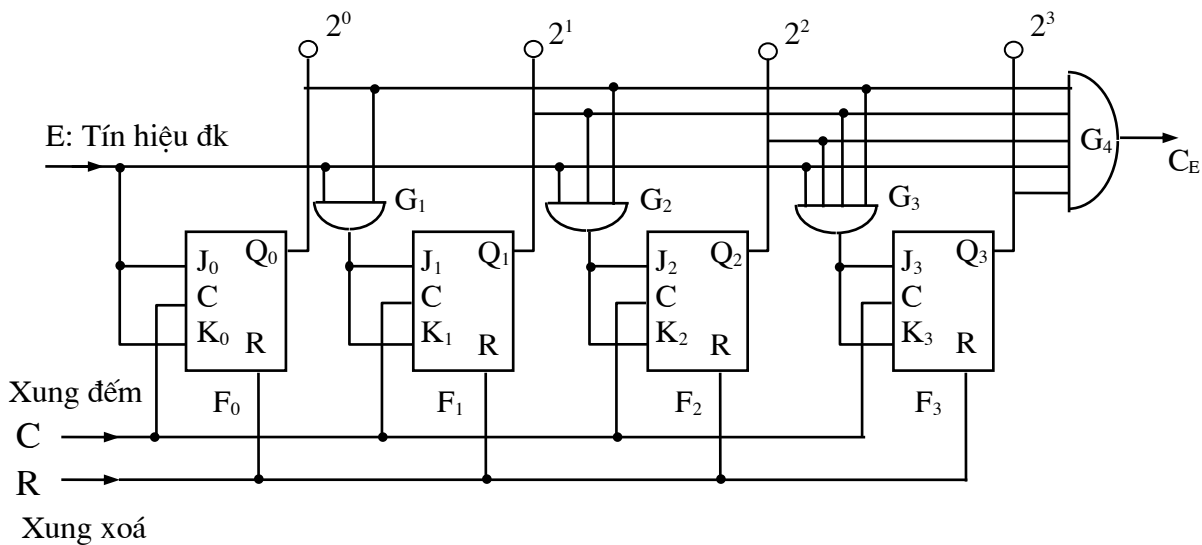 2⁰ 2¹ 2² 2³
E: Tín hiệu đk
G₄
C_E
G₁ G₂ G₃
J₀ Q₀ J₁ Q₁ J₂ Q₂ J₃ Q₃
C C C C
K₀ R K₁ R K₂ R K₃ R
Xung đếm
F₀ F₁ F₂ F₃
C
R
Xung xoá